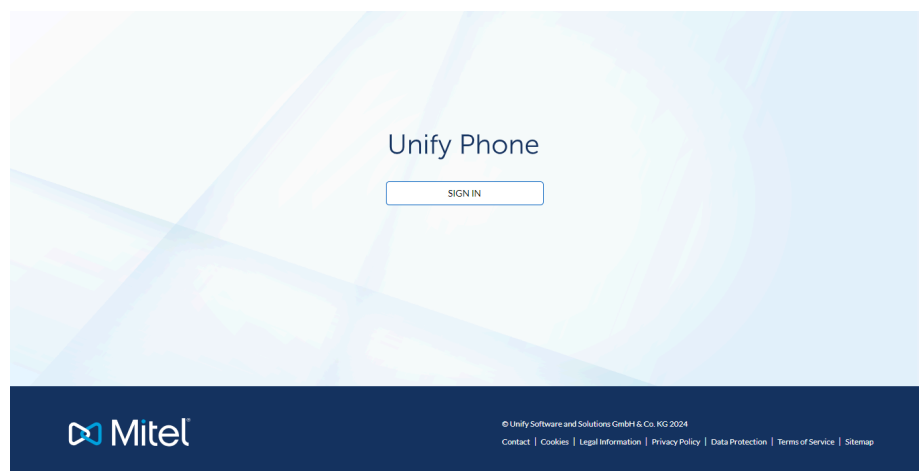 Unify Phone
SIGN IN
Mitel
© Unify Software and Solutions GmbH & Co. KG 2024
Contact | Cookies | Legal Information | Privacy Policy | Data Protection | Terms of Service | Sitemap